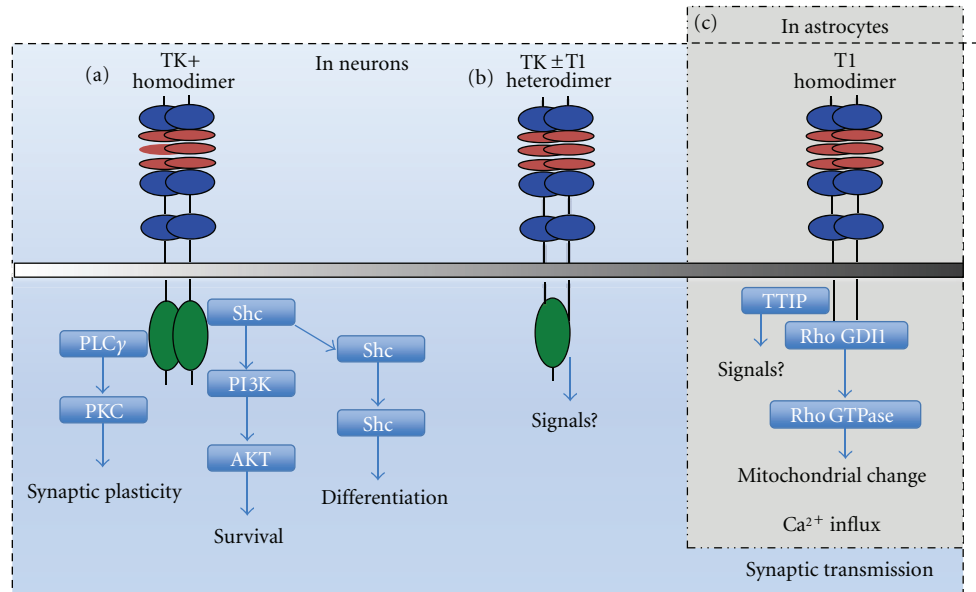 (a)
TK+
homodimer
In neurons
(b)
TK ± T1
heterodimer
(c)
In astrocytes
T1
homodimer
PLCγ
PKC
Synaptic plasticity
Shc
PI3K
AKT
Survival
Shc
Shc
Differentiation
Signals?
TTIP
Signals?
Rho GDI1
Rho GTPase
Mitochondrial change
Ca²⁺ influx
Synaptic transmission